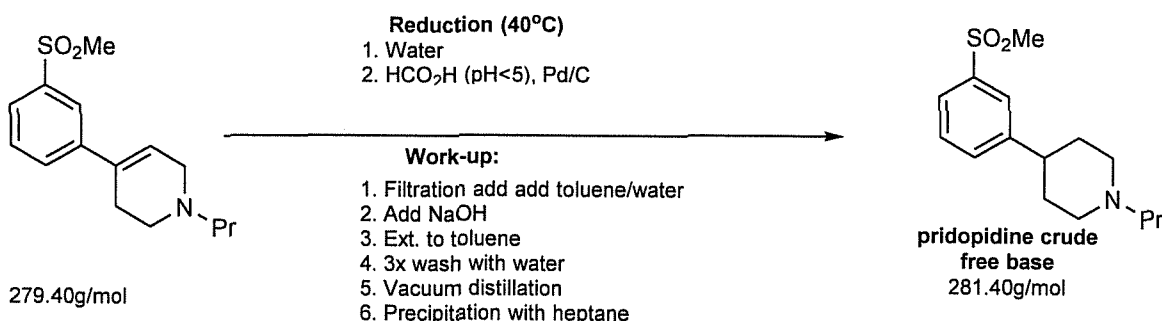 SO₂Me
N
Pr
279.40g/mol
Reduction (40°C)
1. Water
2. HCO₂H (pH<5), Pd/C
Work-up:
1. Filtration add add toluene/water
2. Add NaOH
3. Ext. to toluene
4. 3x wash with water
5. Vacuum distillation
6. Precipitation with heptane
SO₂Me
N
Pr
pridopidine crude
free base
281.40g/mol